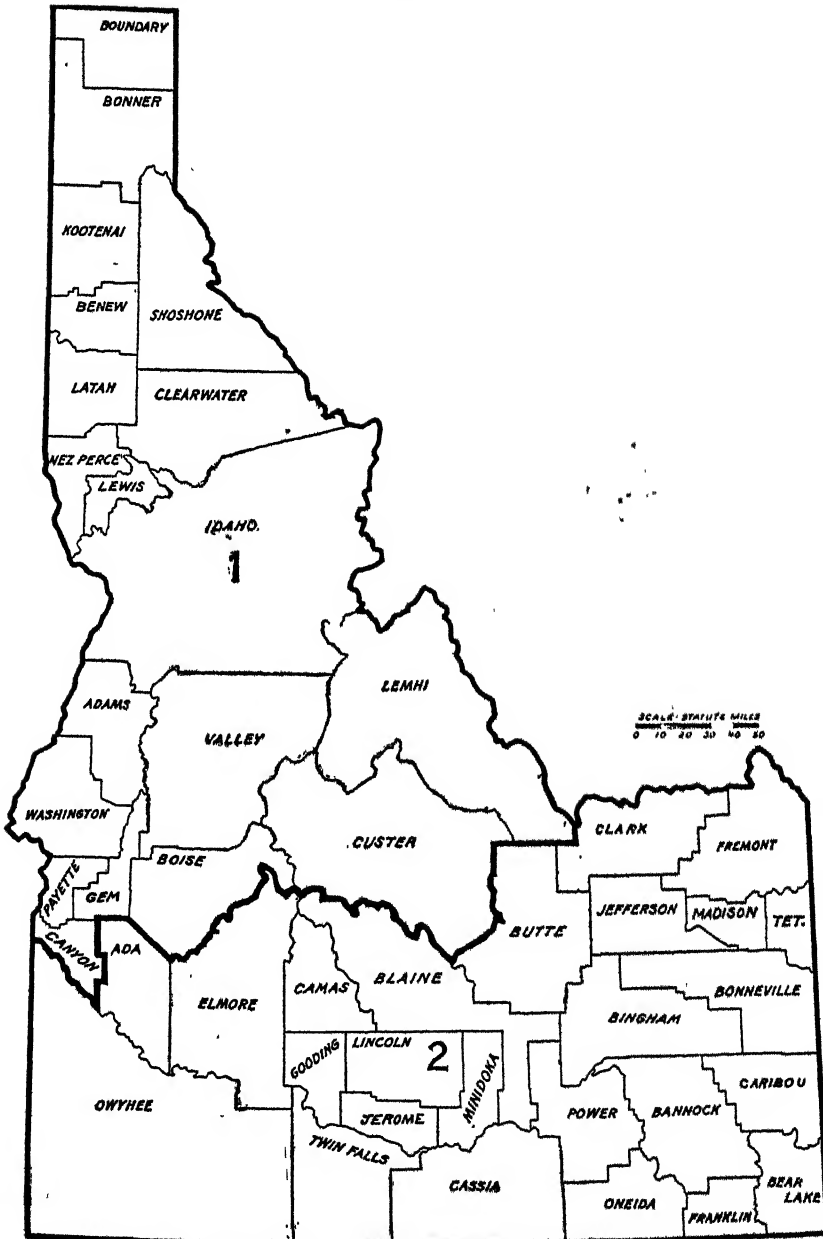 BOUNDARY
BONNER
KOOTENAI
BENEW
SHOSHONE
LATAH
CLEARWATER
NEZ PERCE
LEWIS
IDAHO.
1
LEMHI
ADAMS
VALLEY
SCALE-STATUTE MILES
0 10 20 30 40 50
WASHINGTON
CUSTER
CLARK
FREMONT
BOISE
PAYETTE
GEM
JEFFERSON
MADISON
TET.
CANYON
ADA
BUTTE
ELMORE
CAMAS
BLAINE
BONNEVILLE
BINGHAM
GOODING
LINCOLN
2
MINIDOKA
CARIBOU
OWYHEE
JEROME
POWER
BANNOCK
TWIN FALLS
CASSIA
BEAR
LAKE
ONEIDA
FRANKLIN